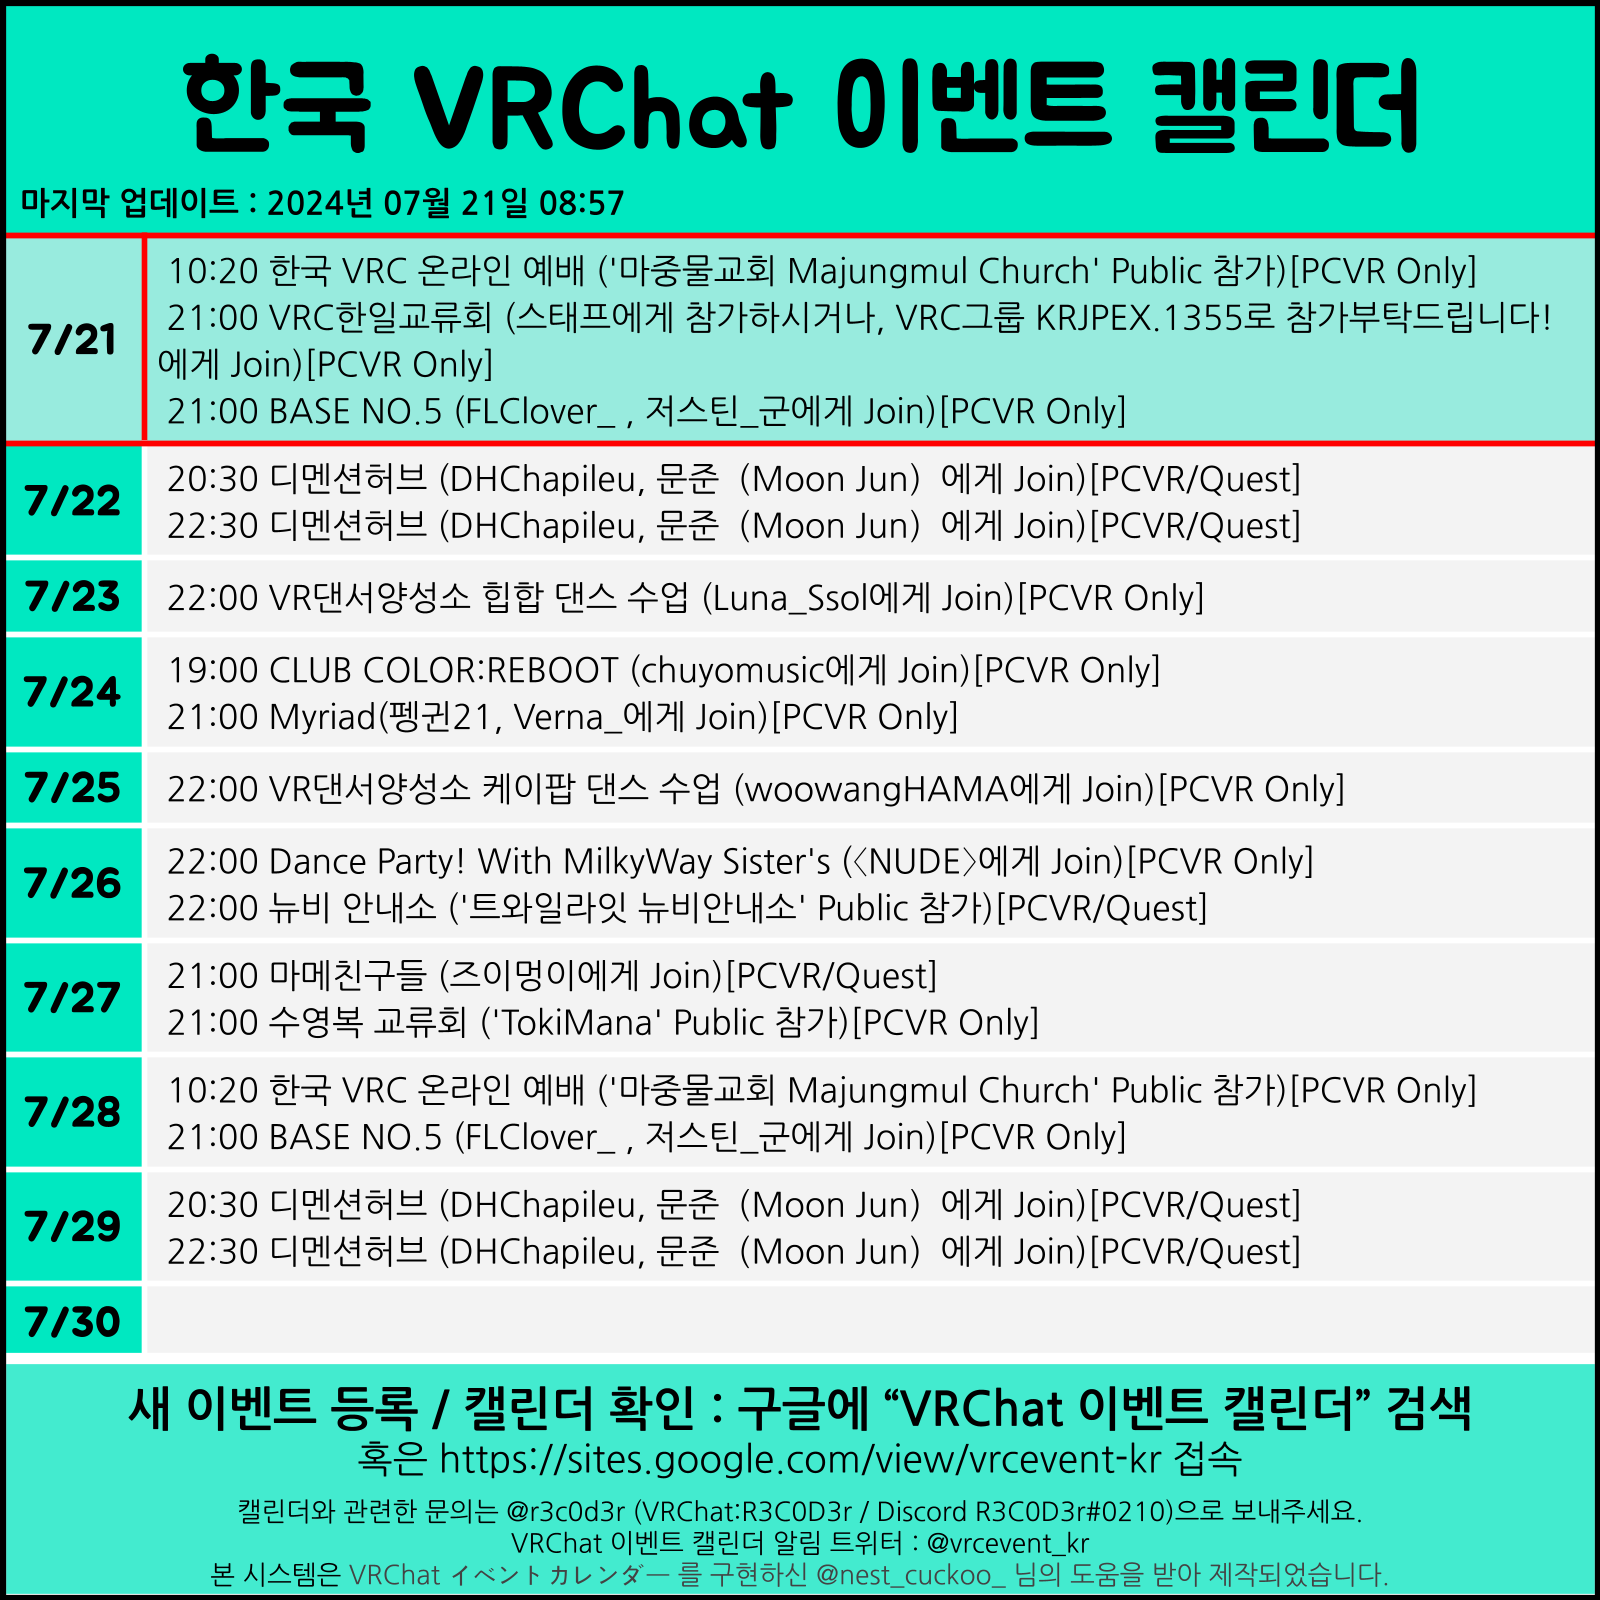 한국 VRChat 이벤트 캘린더
마지막 업데이트 : 2024년 07월 21일 08:57
7/21
10:20 한국 VRC 온라인 예배 ('마중물교회 Majungmul Church' Public 참가)[PCVR Only]
21:00 VRC한일교류회 (스태프에게 참가하시거나, VRC그룹 KRJPEX.1355로 참가부탁드립니다!
에게 Join)[PCVR Only]
21:00 BASE NO.5 (FLClover_ , 저스틴_군에게 Join)[PCVR Only]
7/22
20:30 디멘션허브 (DHChapileu, 문준（Moon Jun）에게 Join)[PCVR/Quest]
22:30 디멘션허브 (DHChapileu, 문준（Moon Jun）에게 Join)[PCVR/Quest]
7/23
22:00 VR댄서양성소 힙합 댄스 수업 (Luna_Ssol에게 Join)[PCVR Only]
7/24
19:00 CLUB COLOR:REBOOT (chuyomusic에게 Join)[PCVR Only]
21:00 Myriad(펭귄21, Verna_에게 Join)[PCVR Only]
7/25
22:00 VR댄서양성소 케이팝 댄스 수업 (woowangHAMA에게 Join)[PCVR Only]
7/26
22:00 Dance Party! With MilkyWay Sister's (〈NUDE〉에게 Join)[PCVR Only]
22:00 뉴비 안내소 ('트와일라잇 뉴비안내소' Public 참가)[PCVR/Quest]
7/27
21:00 마메친구들 (즈이멍이에게 Join)[PCVR/Quest]
21:00 수영복 교류회 ('TokiMana' Public 참가)[PCVR Only]
7/28
10:20 한국 VRC 온라인 예배 ('마중물교회 Majungmul Church' Public 참가)[PCVR Only]
21:00 BASE NO.5 (FLClover_ , 저스틴_군에게 Join)[PCVR Only]
7/29
20:30 디멘션허브 (DHChapileu, 문준（Moon Jun）에게 Join)[PCVR/Quest]
22:30 디멘션허브 (DHChapileu, 문준（Moon Jun）에게 Join)[PCVR/Quest]
7/30
새 이벤트 등록 / 캘린더 확인 : 구글에 “VRChat 이벤트 캘린더” 검색
혹은 https://sites.google.com/view/vrcevent-kr 접속
캘린더와 관련한 문의는 @r3c0d3r (VRChat:R3C0D3r / Discord R3C0D3r#0210)으로 보내주세요.
VRChat 이벤트 캘린더 알림 트위터 : @vrcevent_kr
본 시스템은 VRChat イベントカレンダー 를 구현하신 @nest_cuckoo_ 님의 도움을 받아 제작되었습니다.